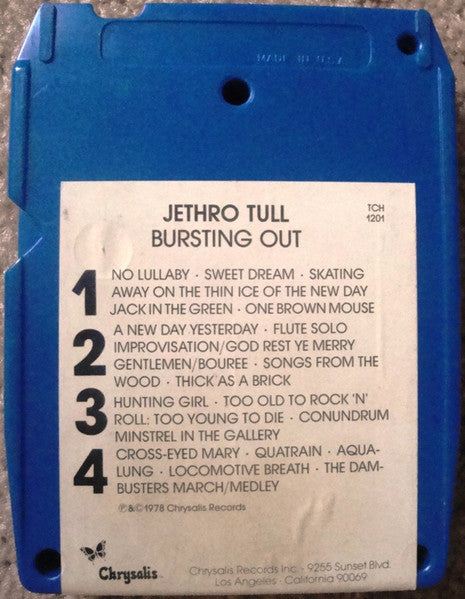 MADE IN U.S.A
JETHRO TULL
BURSTING OUT
TCH
1201
1
NO LULLABY · SWEET DREAM · SKATING
AWAY ON THE THIN ICE OF THE NEW DAY
JACK IN THE GREEN · ONE BROWN MOUSE
2
A NEW DAY YESTERDAY · FLUTE SOLO
IMPROVISATION/GOD REST YE MERRY
GENTLEMEN/BOUREE · SONGS FROM THE
WOOD · THICK AS A BRICK
3
HUNTING GIRL · TOO OLD TO ROCK 'N'
ROLL: TOO YOUNG TO DIE · CONUNDRUM
MINSTREL IN THE GALLERY
4
CROSS-EYED MARY · QUATRAIN · AQUA-
LUNG · LOCOMOTIVE BREATH · THE DAM-
BUSTERS MARCH/MEDLEY
℗&©1978 Chrysalis Records
Chrysalis
Chrysalis Records Inc. · 9255 Sunset Blvd.
Los Angeles · California 90069